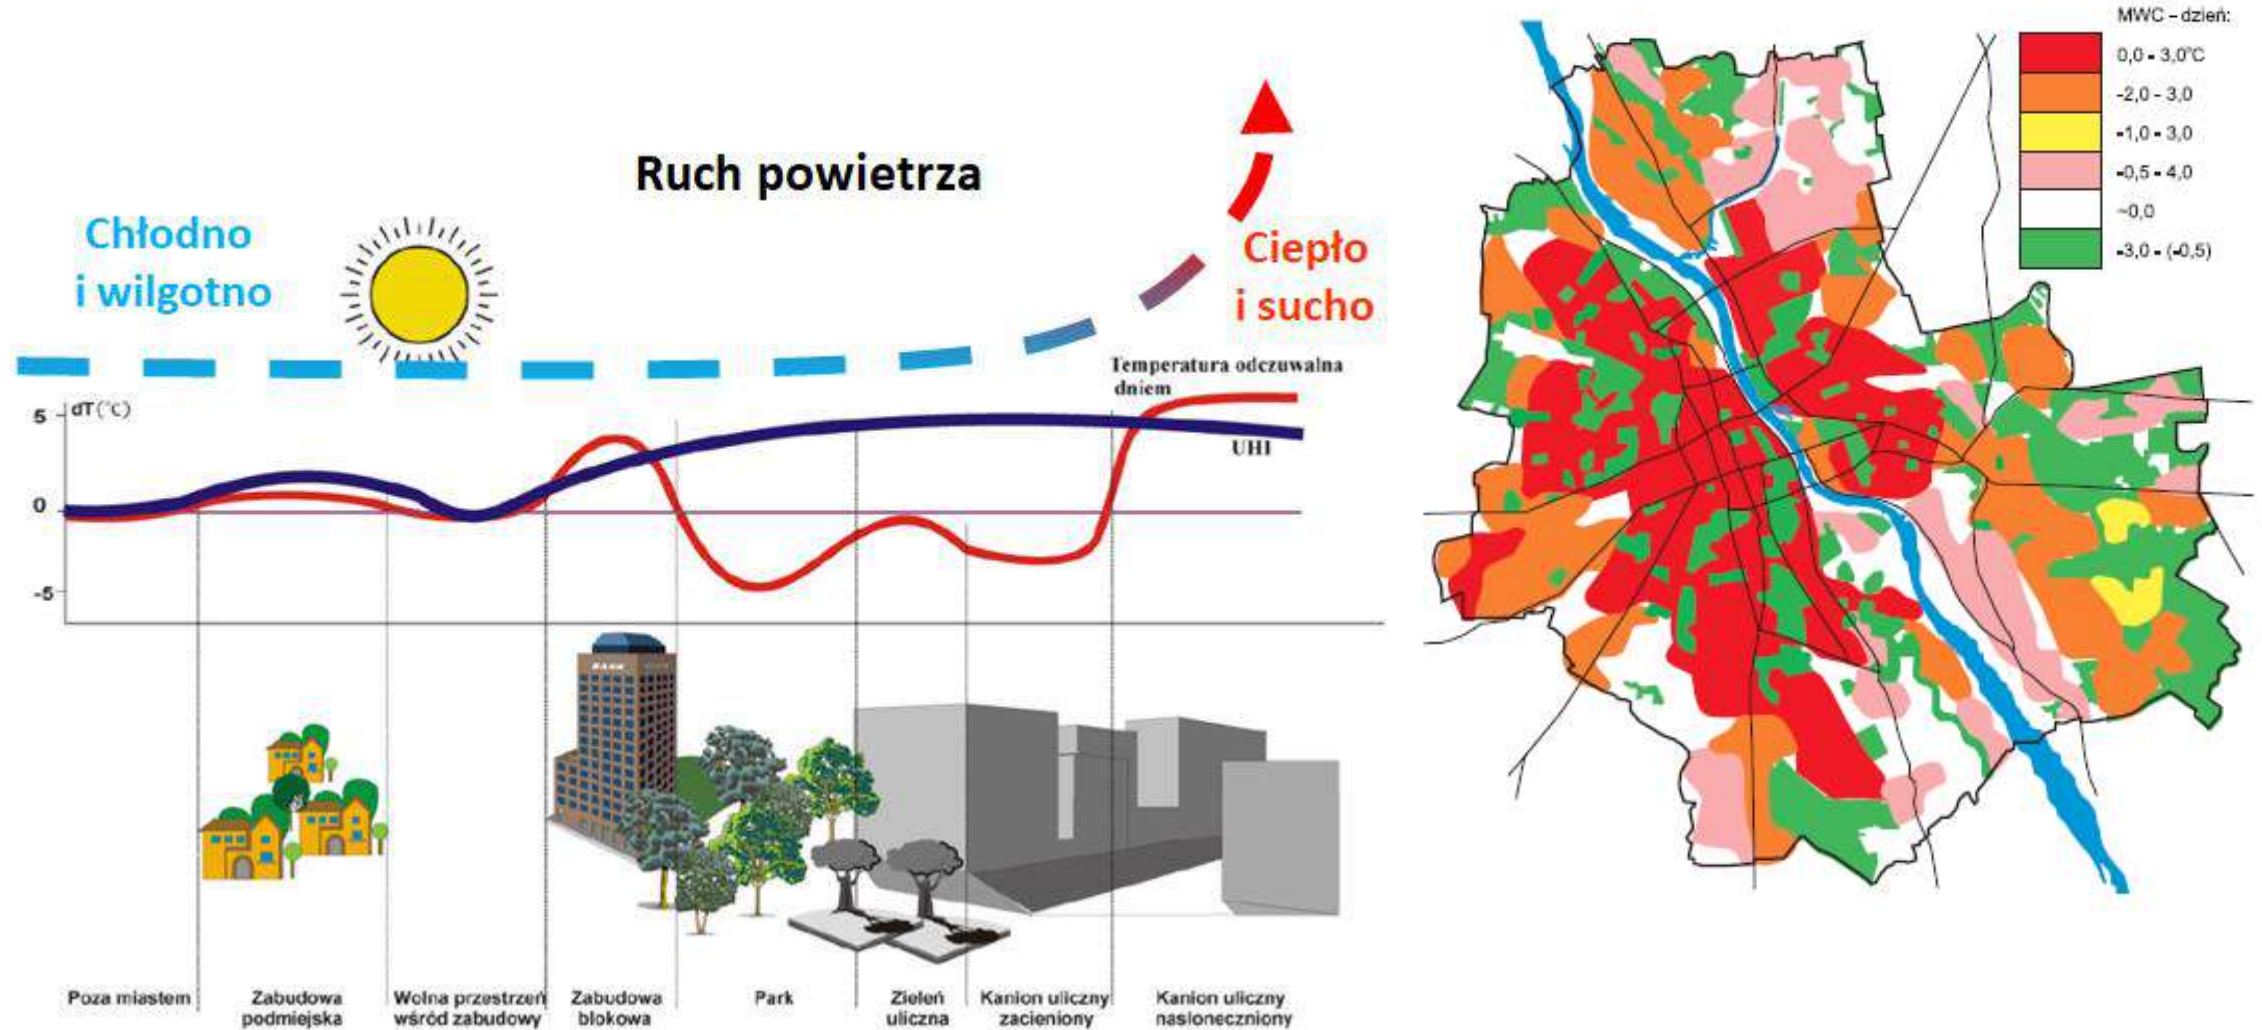 Ruch powietrza
Chłodno
i wilgotno
Ciepło
i sucho
Temperatura odczuwalna
dniem
5
dT(°C)
UHI
0
-5
BANK
Poza miastem
Zabudowa
podmiejska
Wolna przestrzeń
wśród zabudowy
Zabudowa
blokowa
Park
Zieleń
uliczna
Kanion uliczny
zacieniony
Kanion uliczny
nasłoneczniony
MWC – dzień:
0,0 - 3,0°C
-2,0 - 3,0
-1,0 - 3,0
-0,5 - 4,0
~0,0
-3,0 - (-0,5)